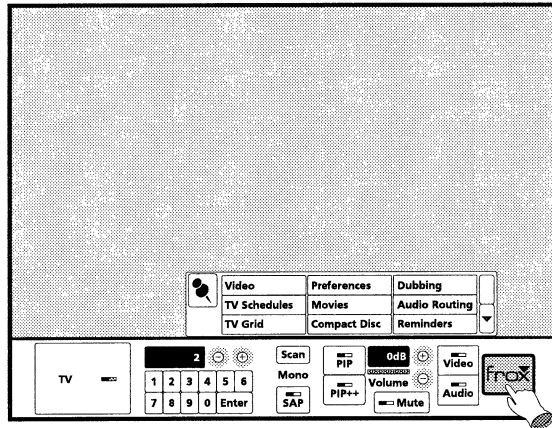 Video Preferences Dubbing
TV Schedules Movies Audio Routing
TV Grid Compact Disc Reminders
TV
2
1 2 3 4 5 6
7 8 9 0 Enter
Scan
Mono
SAP
PIP
PIP++
0dB
Volume
Mute
Video
Audio
frox